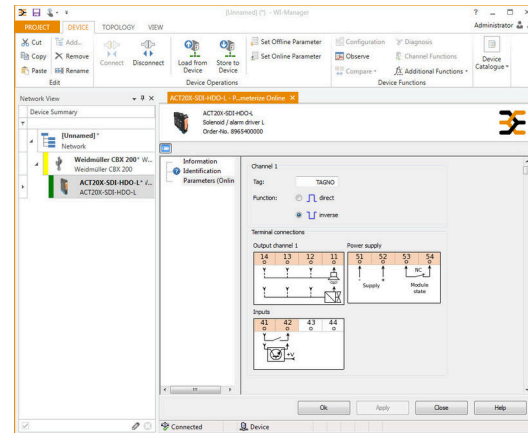 [Unnamed] (*) - WI-Manager
PROJECT DEVICE TOPOLOGY VIEW Administrator
Cut Add...
Copy Remove
Paste Rename
Edit
Connect Disconnect
Load from Device Store to Device
Device Operations
Set Offline Parameter
Set Online Parameter
Configuration Diagnosis
Observe Channel Functions
Compare Additional Functions
Device Functions
Device Catalogue
Network View
Device Summary
[Unnamed]*
Network
Weidmüller CBX 200* W...
Weidmüller CBX 200
ACT20X-SDI-HDO-L* /...
ACT20X-SDI-HDO-L
ACT20X-SDI-HDO-L - P...meterize Online
ACT20X-SDI-HDO-L
Solenoid / alarm driver L
Order-No. 8965400000
Information
Identification
Parameters (Onlin
Channel 1
Tag: TAGNO
Function: direct
inverse
Terminal connections
Output channel 1 Power supply
14 13 12 11 51 52 53 54
NC
- +
Supply Module state
Inputs
41 42 43 44
+V
Ok Apply Close Help
Connected Device